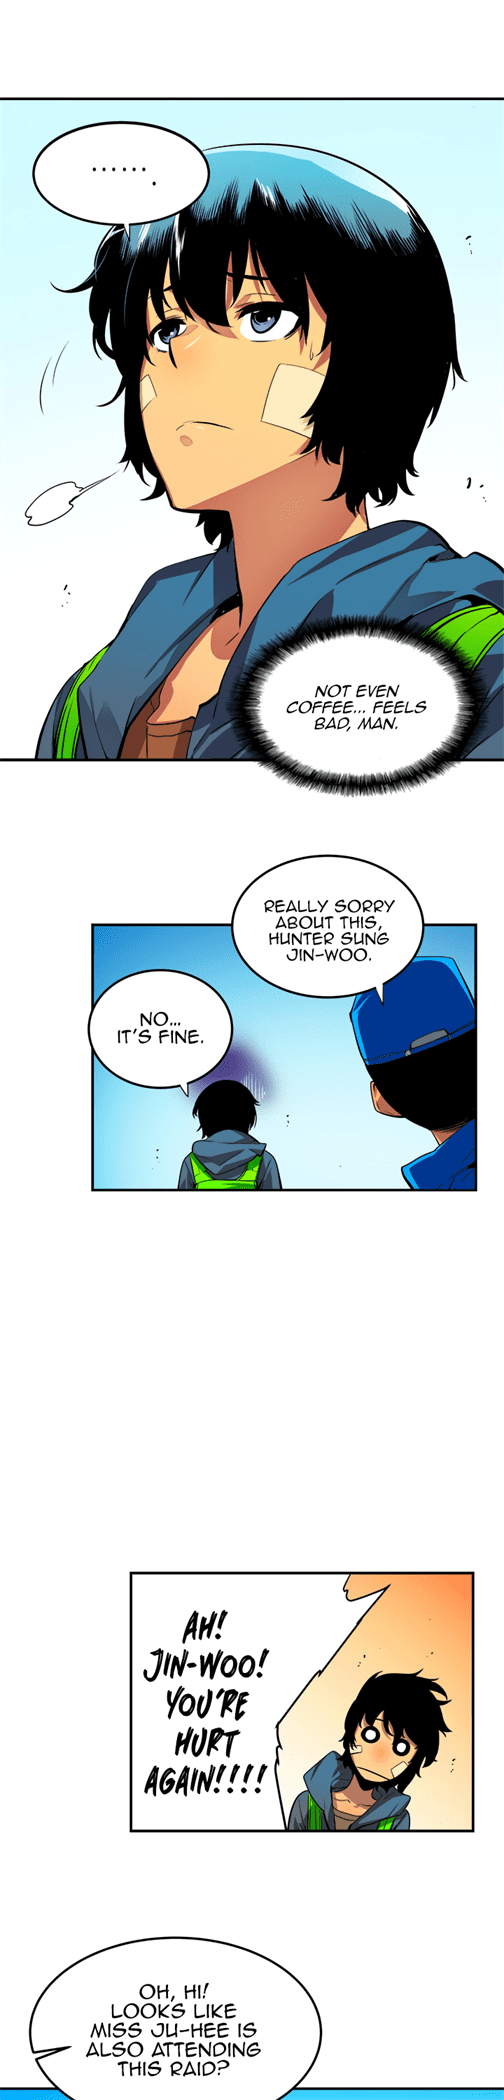 .......
NOT EVEN
COFFEE... FEELS
BAD, MAN.
REALLY SORRY
ABOUT THIS,
HUNTER SUNG
JIN-WOO.
NO...
IT'S FINE.
AH!
JIN-WOO!
YOU'RE
HURT
AGAIN!!!!
OH, HI!
LOOKS LIKE
MISS JU-HEE IS
ALSO ATTENDING
THIS RAID?